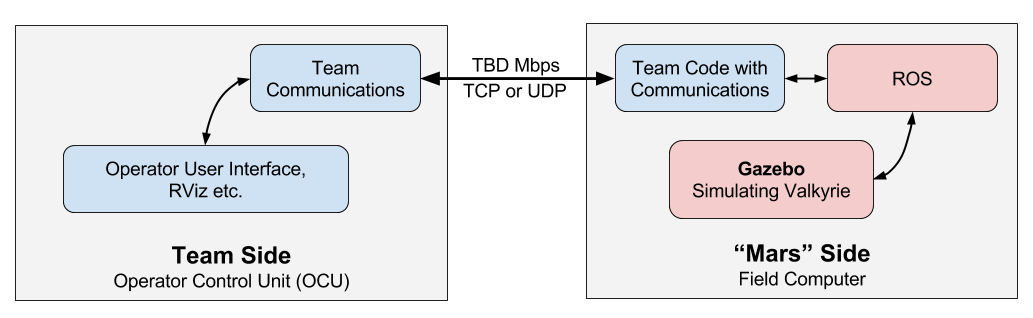 Team
Communications
TBD Mbps
TCP or UDP
Team Code with
Communications
ROS
Operator User Interface,
RViz etc.
Gazebo
Simulating Valkyrie
Team Side
Operator Control Unit (OCU)
“Mars” Side
Field Computer